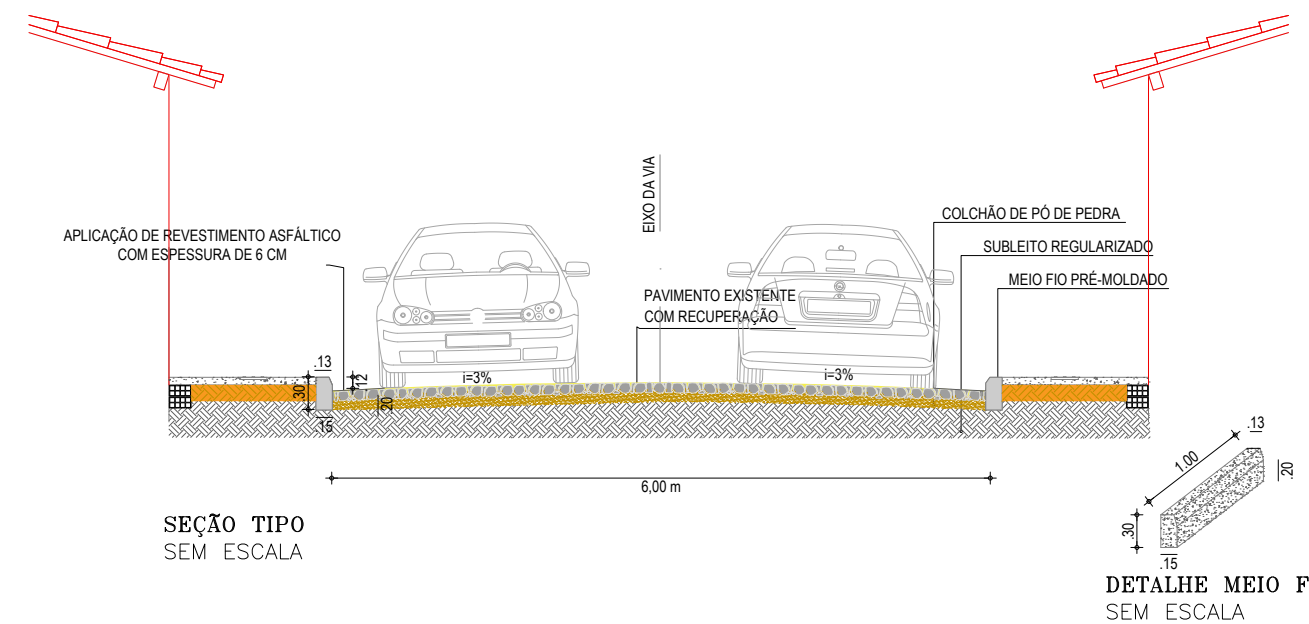 EIXO DA VIA
APLICAÇÃO DE REVESTIMENTO ASFÁLTICO
COM ESPESSURA DE 6 CM
COLCHÃO DE PÓ DE PEDRA
SUBLEITO REGULARIZADO
MEIO FIO PRÉ-MOLDADO
PAVIMENTO EXISTENTE
COM RECUPERAÇÃO
.13
12
i=3%
i=3%
.30
20
.15
6,00 m
SEÇÃO TIPO
SEM ESCALA
.13
1.00
.20
.30
.15
DETALHE MEIO F
SEM ESCALA